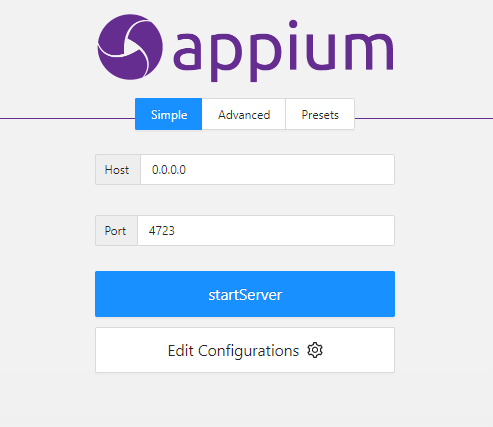 appium
Simple Advanced Presets
Host 0.0.0.0
Port 4723
startServer
Edit Configurations